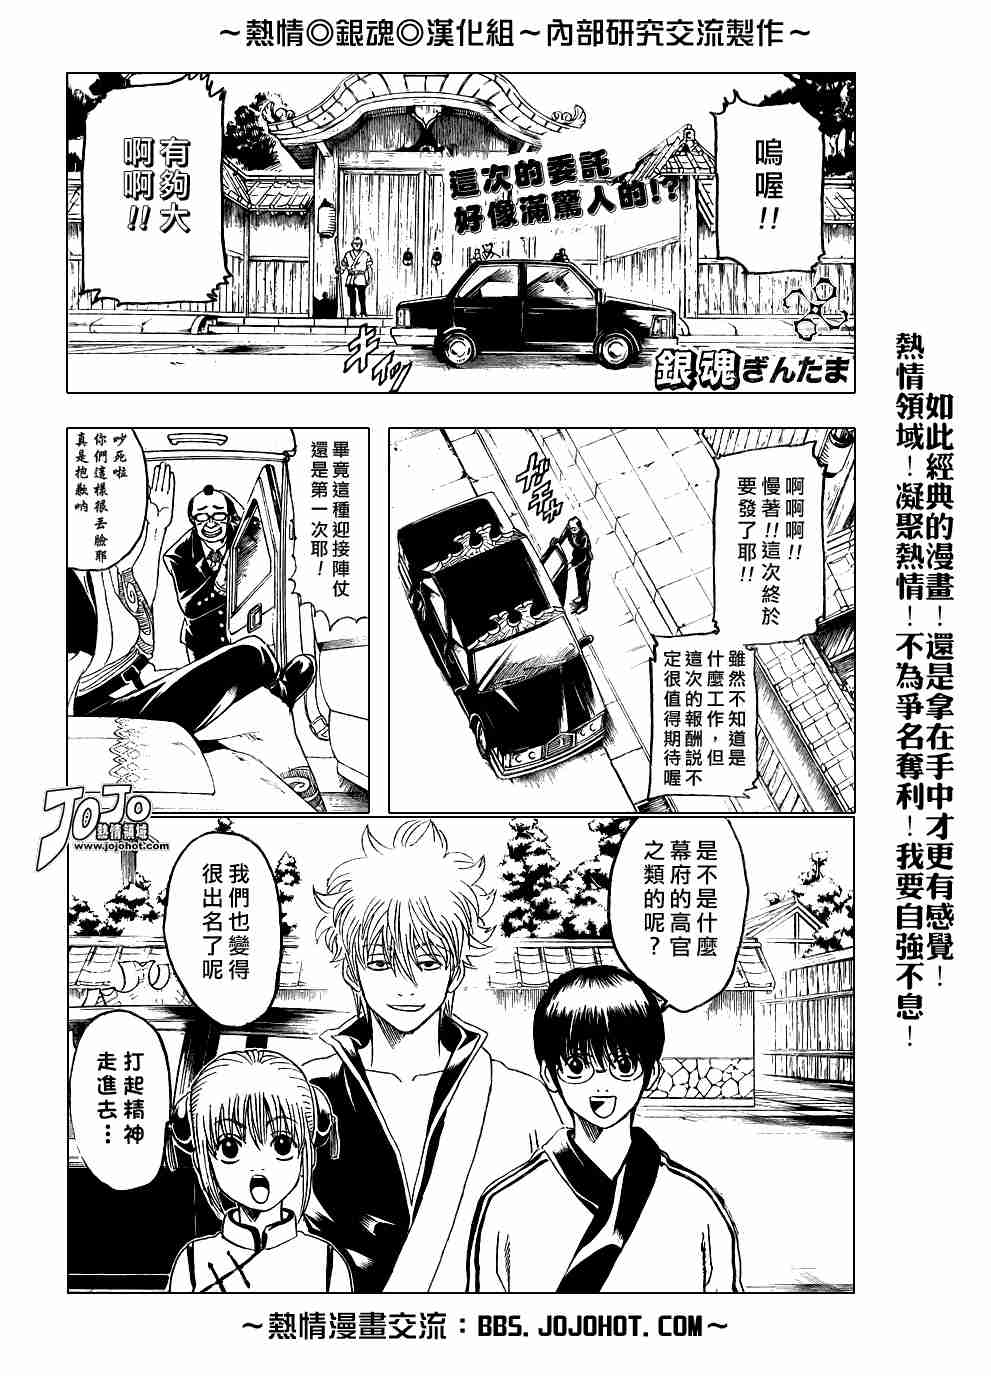 ～熱情◎銀魂◎漢化組～內部研究交流製作～
嗚喔!!
這次的委託
好像滿驚人的!?
有夠大
啊啊!!
キイッ
銀魂ぎんたま
啊啊啊!!
慢著!!這次終於
要發了耶!!
雖然不知道是
什麼工作，但
這次的報酬說不
定很值得期待喔
畢竟這種迎接陣仗
還是第一次耶!
吵死啦
你們這樣很丟臉耶
真是抱歉吶
JOJO
熱情領域
www.jojohot.com
是不是什麼
幕府的高官
之類的呢？
我們也變得
很出名了呢
打起精神
走進去…
如此經典的漫畫！還是拿在手中才更有感覺！
熱情領域！凝聚熱情！不為爭名奪利！我要自強不息！
～熱情漫畫交流：BBS.JOJOHOT.COM～